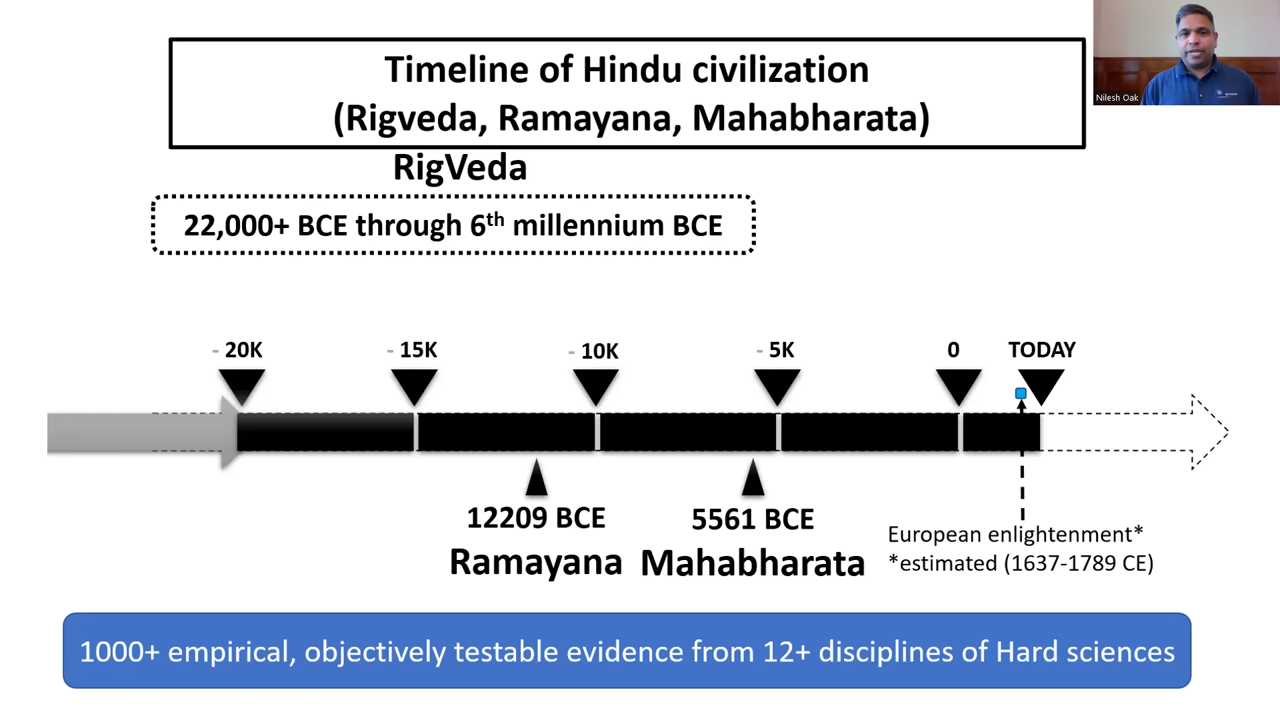 Timeline of Hindu civilization
(Rigveda, Ramayana, Mahabharata)
Nilesh Oak
RigVeda
22,000+ BCE through 6th millennium BCE
- 20K
- 15K
- 10K
- 5K
0
TODAY
12209 BCE
Ramayana
5561 BCE
Mahabharata
European enlightenment*
*estimated (1637-1789 CE)
1000+ empirical, objectively testable evidence from 12+ disciplines of Hard sciences